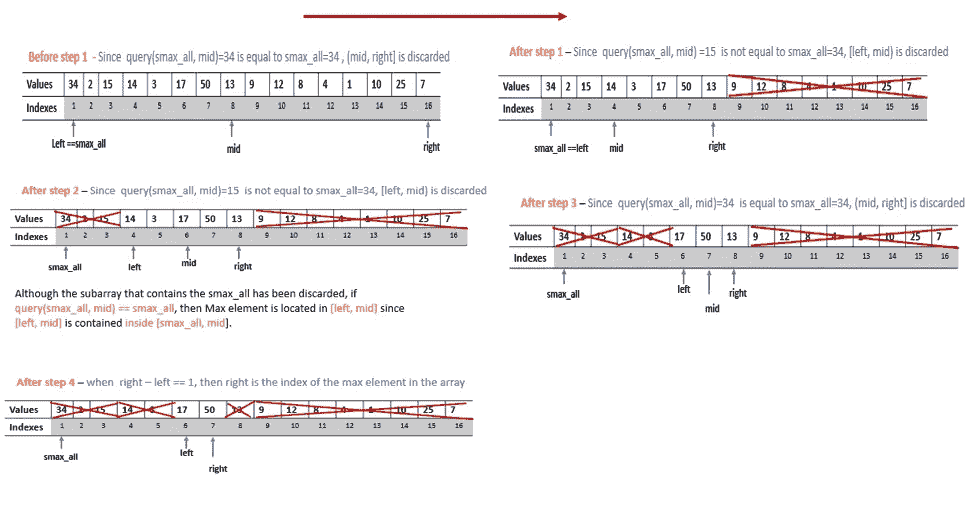 Before step 1 - Since query(smax_all, mid)=34 is equal to smax_all=34 , (mid, right] is discarded
Values 34 2 15 14 3 17 50 13 9 12 8 4 1 10 25 7
Indexes 1 2 3 4 5 6 7 8 9 10 11 12 13 14 15 16
Left ==smax_all mid right
After step 1 – Since query(smax_all, mid) =15 is not equal to smax_all=34, [left, mid) is discarded
Values 34 2 15 14 3 17 50 13 9 12 8 10 25 7
Indexes 1 2 3 4 5 6 7 8 9 10 11 12 13 14 15 16
smax_all ==left mid right
After step 2 – Since query(smax_all, mid)=15 is not equal to smax_all=34, [left, mid) is discarded
Values 34 15 14 3 17 50 13 9 12 8 10 25 7
Indexes 1 2 3 4 5 6 7 8 9 10 11 12 13 14 15 16
smax_all left mid right
Although the subarray that contains the smax_all has been discarded, if
query(smax_all, mid) == smax_all, then Max element is located in [left, mid] since
[left, mid] is contained inside [smax_all, mid].
After step 3 – Since query(smax_all, mid)=34 is equal to smax_all=34, (mid, right] is discarded
Values 34 15 14 17 50 13 9 12 8 10 25 7
Indexes 1 2 3 4 5 6 7 8 9 10 11 12 13 14 15 16
smax_all left mid right
After step 4 – when right – left == 1, then right is the index of the max element in the array
Values 34 15 14 17 50 9 12 8 10 25 7
Indexes 1 2 3 4 5 6 7 8 9 10 11 12 13 14 15 16
smax_all left right